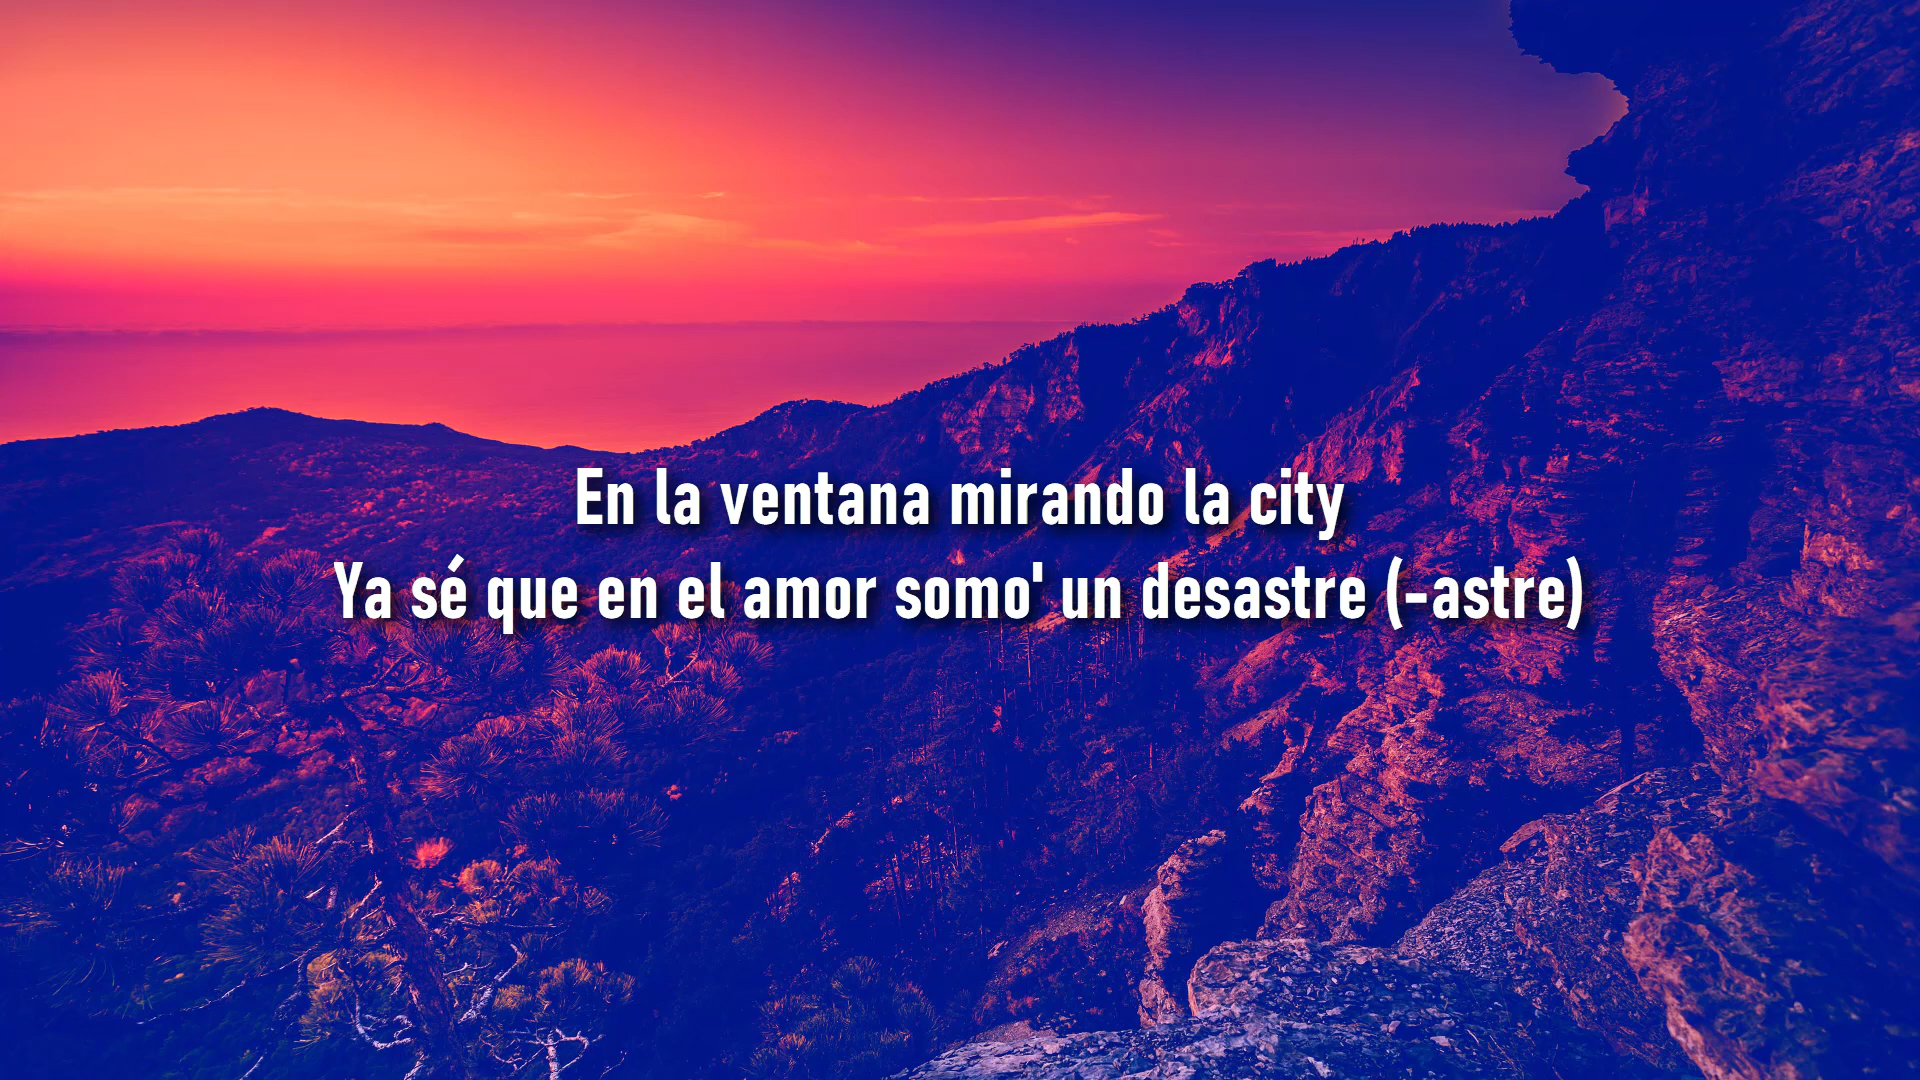 En la ventana mirando la city
Ya sé que en el amor somo' un desastre (-astre)